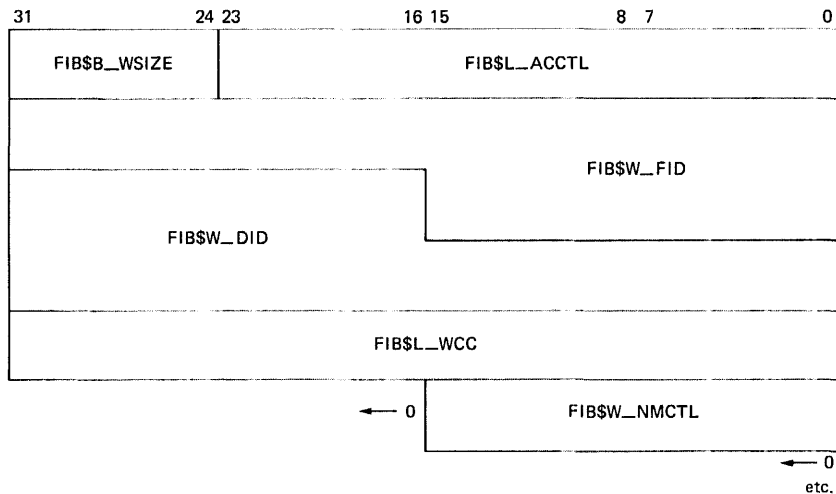 31 24 23 16 15 8 7 0
FIB$B_WSIZE FIB$L_ACCTL
FIB$W_FID
FIB$W_DID
FIB$L_WCC
← 0 FIB$W_NMCTL
← 0
etc.